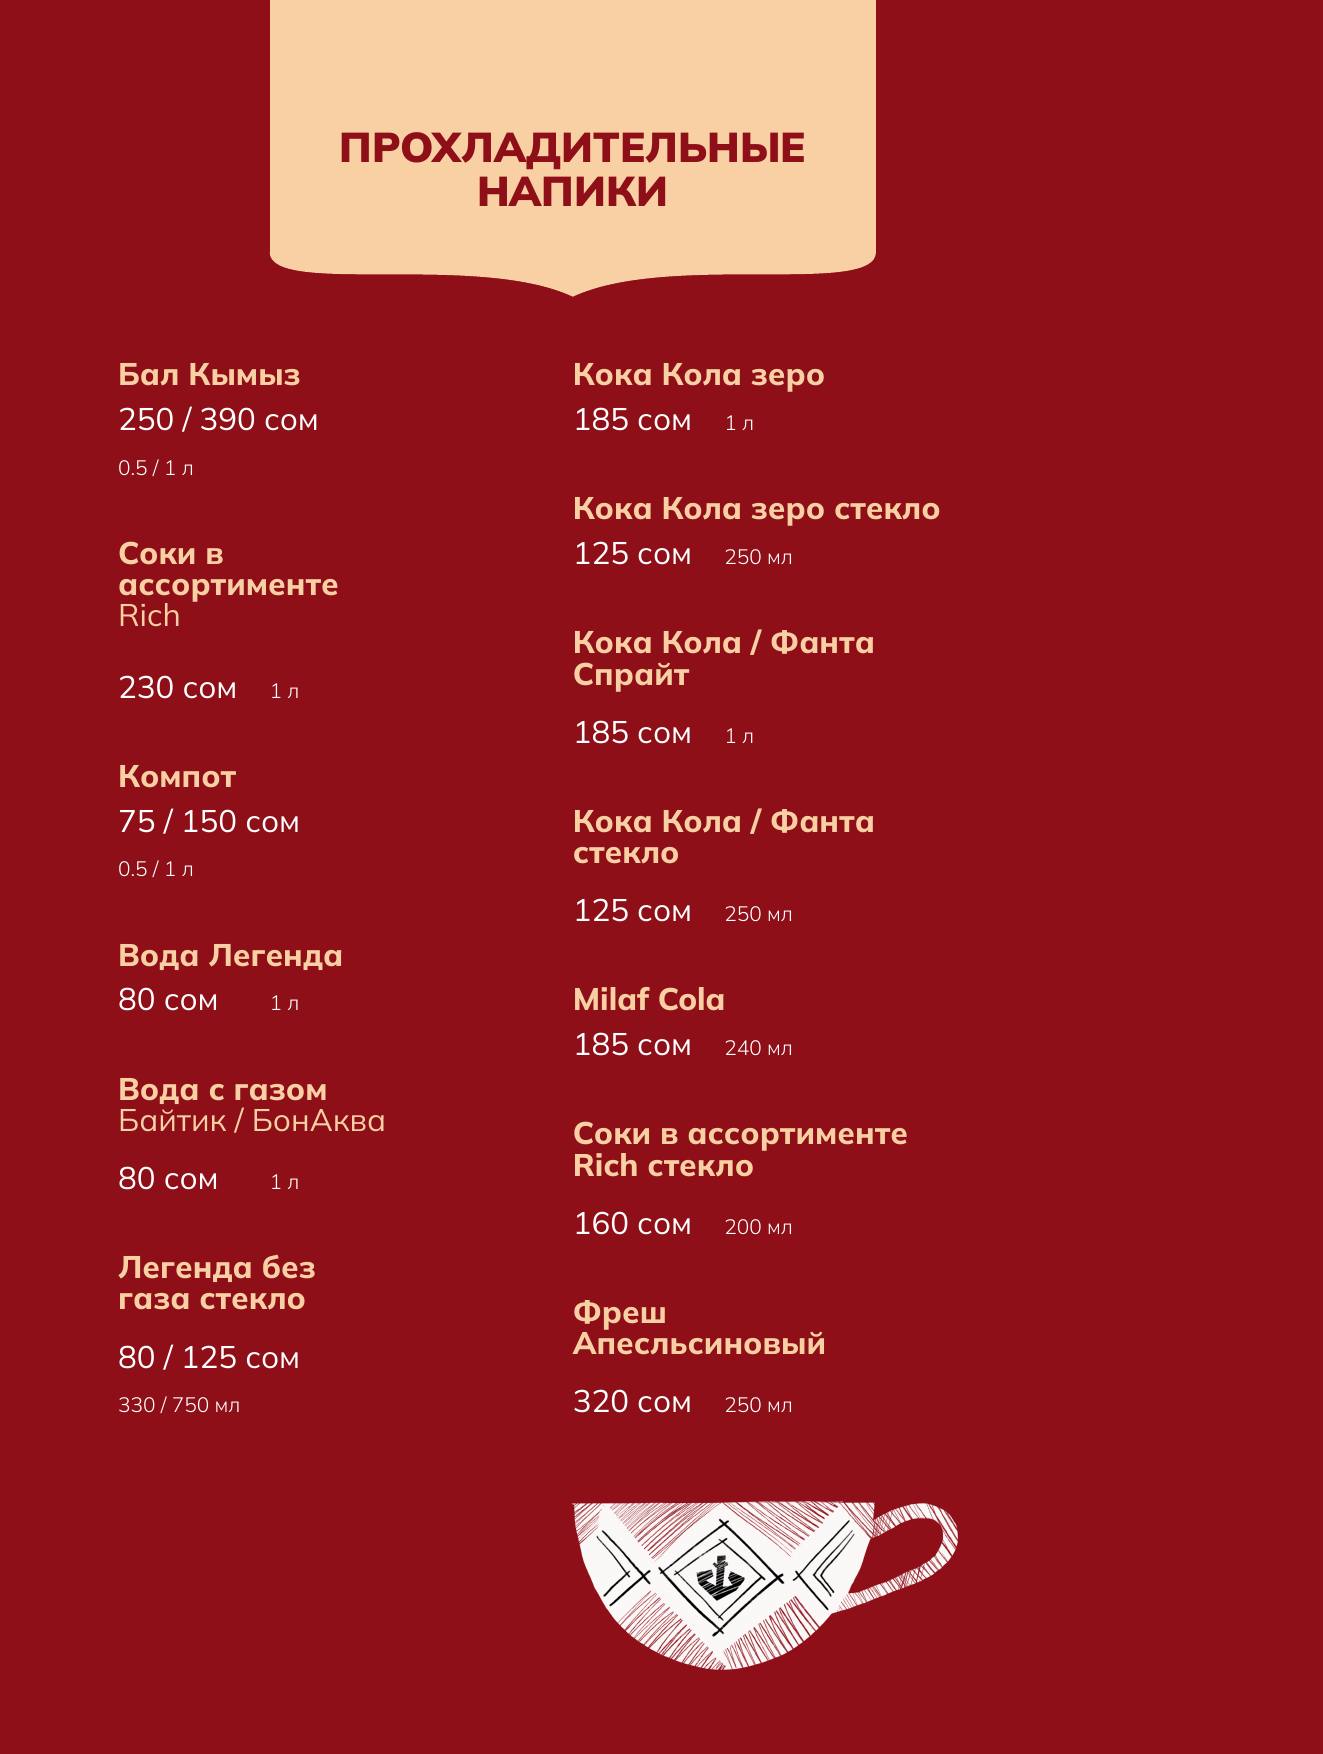 ПРОХЛАДИТЕЛЬНЫЕ
НАПИКИ
Бал Кымыз
250 / 390 сом
0.5 / 1 л
Соки в
ассортименте
Rich
230 сом 1 л
Компот
75 / 150 сом
0.5 / 1 л
Вода Легенда
80 сом 1 л
Вода с газом
Байтик / БонАква
80 сом 1 л
Легенда без
газа стекло
80 / 125 сом
330 / 750 мл
Кока Кола зеро
185 сом 1 л
Кока Кола зеро стекло
125 сом 250 мл
Кока Кола / Фанта
Спрайт
185 сом 1 л
Кока Кола / Фанта
стекло
125 сом 250 мл
Milaf Cola
185 сом 240 мл
Соки в ассортименте
Rich стекло
160 сом 200 мл
Фреш
Апесльсиновый
320 сом 250 мл